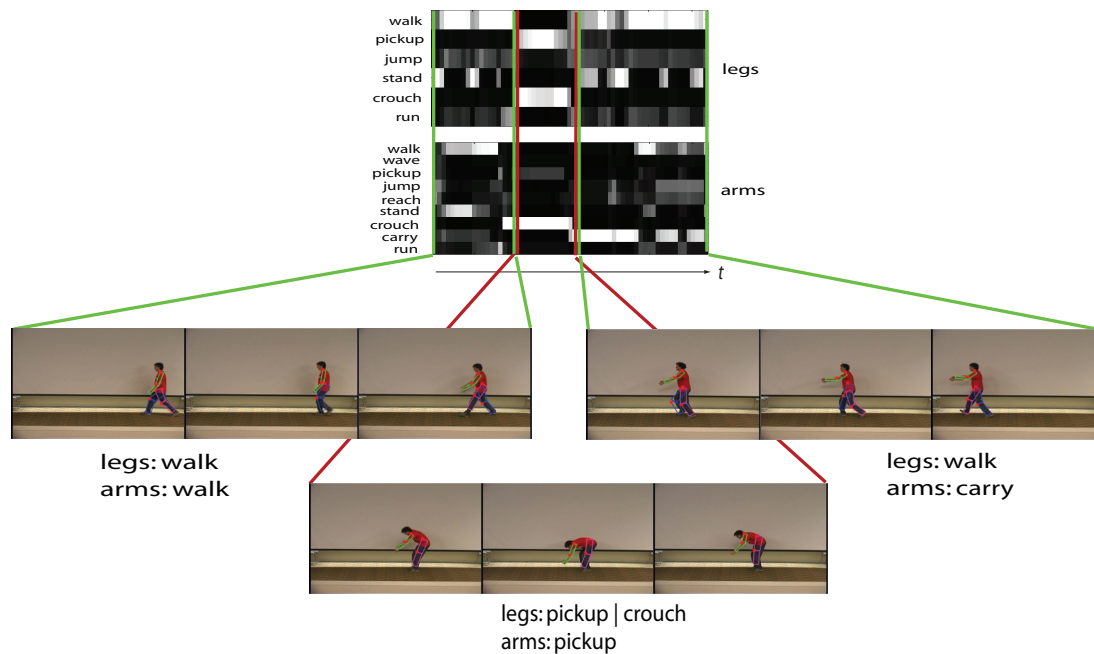 walk
pickup
jump
stand
crouch
run
legs
walk
wave
pickup
jump
reach
stand
crouch
carry
run
arms
t
legs: walk
arms: walk
legs: walk
arms: carry
legs: pickup | crouch
arms: pickup